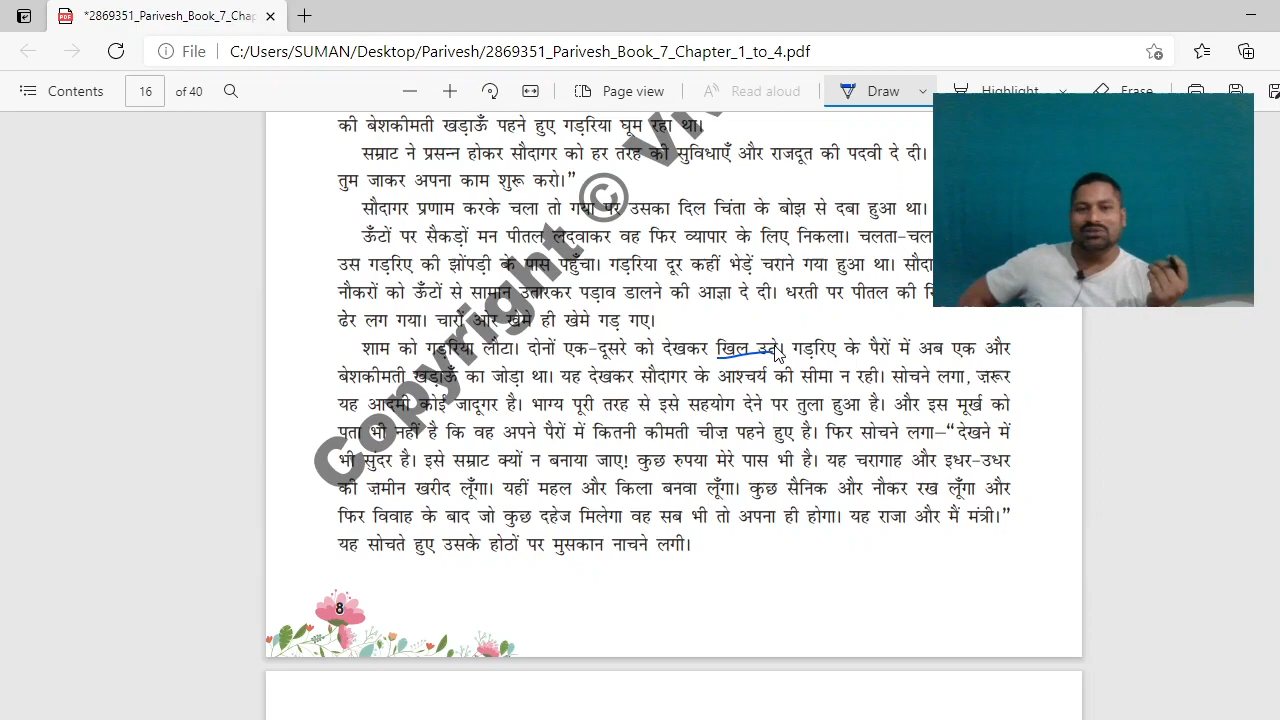 *2869351_Parivesh_Book_7_Chap
File C:/Users/SUMAN/Desktop/Parivesh/2869351_Parivesh_Book_7_Chapter_1_to_4.pdf
Contents 16 of 40 Page view Read aloud Draw Highlight Erase
की बेशकीमती खड़ाऊँ पहने हुए गड़रिया घूम रहा था।
सम्राट ने प्रसन्न होकर सौदागर को हर तरह की सुविधाएँ और राजदूत की पदवी दे दी।
तुम जाकर अपना काम शुरू करो।”
सौदागर प्रणाम करके चला तो गया पर उसका दिल चिंता के बोझ से दबा हुआ था।
ऊँटों पर सैकड़ों मन पीतल लदवाकर वह फिर व्यापार के लिए निकला। चलता-चल
उस गड़रिए की झोंपड़ी के पास पहुँचा। गड़रिया दूर कहीं भेड़ें चराने गया हुआ था। सौदा
नौकरों को ऊँटों से सामान उतारकर पड़ाव डालने की आज्ञा दे दी। धरती पर पीतल की
ढेर लग गया। चारों ओर खेमे ही खेमे गड़ गए।
शाम को गड़रिया लौटा। दोनों एक-दूसरे को देखकर खिल उठे। गड़रिए के पैरों में अब एक और
बेशकीमती खड़ाऊँ का जोड़ा था। यह देखकर सौदागर के आश्चर्य की सीमा न रही। सोचने लगा, ज़रूर
यह आदमी कोई जादूगर है। भाग्य पूरी तरह से इसे सहयोग देने पर तुला हुआ है। और इस मूर्ख को
पता भी नहीं है कि वह अपने पैरों में कितनी कीमती चीज़ पहने हुए है। फिर सोचने लगा–“देखने में
भी सुंदर है। इसे सम्राट क्यों न बनाया जाए! कुछ रुपया मेरे पास भी है। यह चरागाह और इधर-उधर
की ज़मीन खरीद लूँगा। यहीं महल और किला बनवा लूँगा। कुछ सैनिक और नौकर रख लूँगा और
फिर विवाह के बाद जो कुछ दहेज मिलेगा वह सब भी तो अपना ही होगा। यह राजा और मैं मंत्री।”
यह सोचते हुए उसके होठों पर मुसकान नाचने लगी।
Copyright ©
8